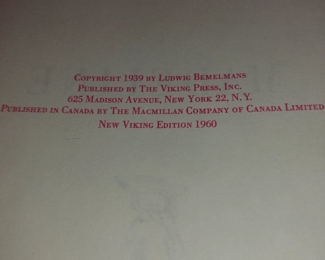 Copyright 1939 by Ludwig Bemelmans
Published by The Viking Press, Inc.
625 Madison Avenue, New York 22, N.Y.
Published in Canada by The Macmillan Company of Canada Limited
New Viking Edition 1960